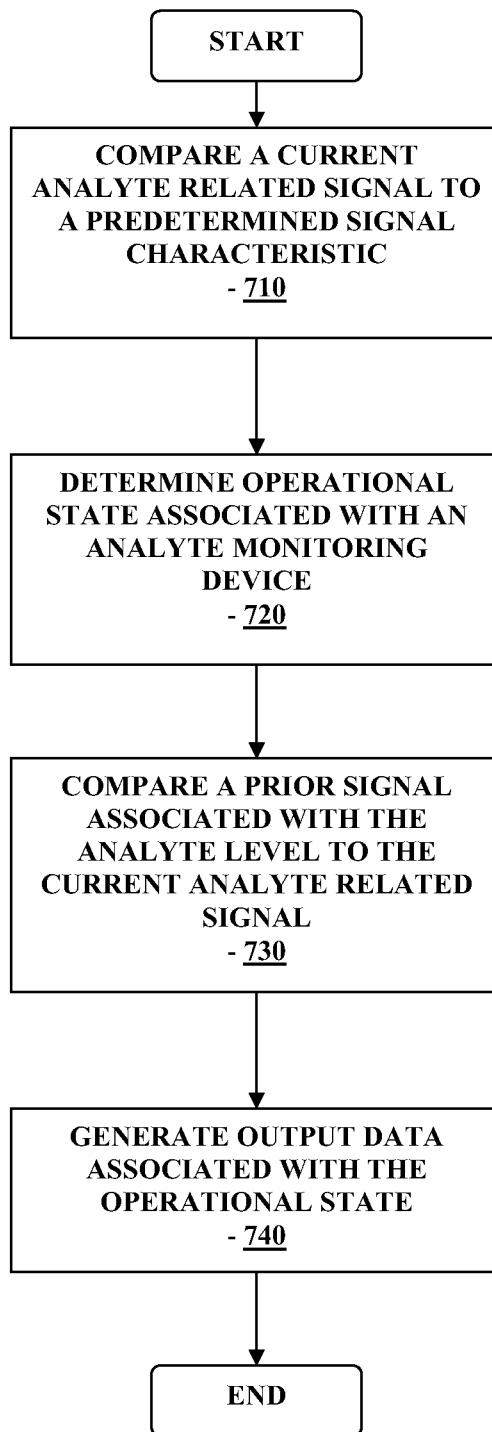 START
COMPARE A CURRENT
ANALYTE RELATED SIGNAL TO
A PREDETERMINED SIGNAL
CHARACTERISTIC
- 710
DETERMINE OPERATIONAL
STATE ASSOCIATED WITH AN
ANALYTE MONITORING
DEVICE
- 720
COMPARE A PRIOR SIGNAL
ASSOCIATED WITH THE
ANALYTE LEVEL TO THE
CURRENT ANALYTE RELATED
SIGNAL
- 730
GENERATE OUTPUT DATA
ASSOCIATED WITH THE
OPERATIONAL STATE
- 740
END